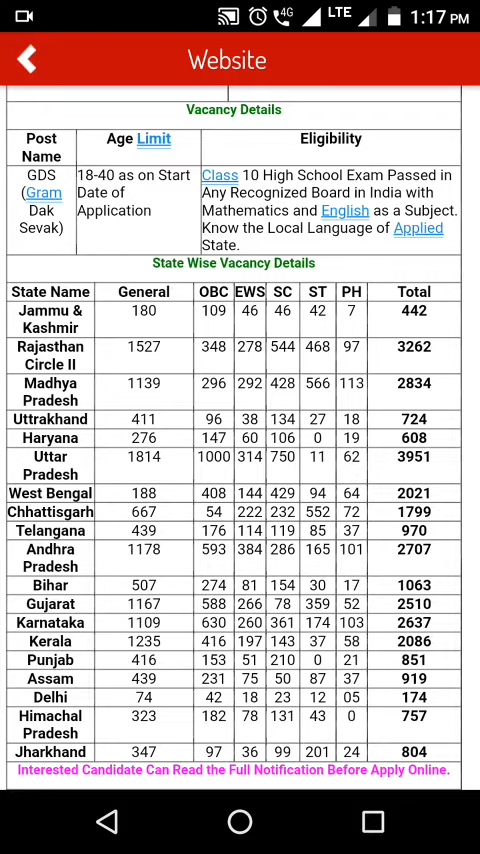 4G LTE 1:17 PM
Website
Vacancy Details
Post Name Age Limit Eligibility
GDS (Gram Dak Sevak) 18-40 as on Start Date of Application Class 10 High School Exam Passed in Any Recognized Board in India with Mathematics and English as a Subject. Know the Local Language of Applied State.
State Wise Vacancy Details
State Name General OBC EWS SC ST PH Total
Jammu & Kashmir 180 109 46 46 42 7 442
Rajasthan Circle II 1527 348 278 544 468 97 3262
Madhya Pradesh 1139 296 292 428 566 113 2834
Uttrakhand 411 96 38 134 27 18 724
Haryana 276 147 60 106 0 19 608
Uttar Pradesh 1814 1000 314 750 11 62 3951
West Bengal 188 408 144 429 94 64 2021
Chhattisgarh 667 54 222 232 552 72 1799
Telangana 439 176 114 119 85 37 970
Andhra Pradesh 1178 593 384 286 165 101 2707
Bihar 507 274 81 154 30 17 1063
Gujarat 1167 588 266 78 359 52 2510
Karnataka 1109 630 260 361 174 103 2637
Kerala 1235 416 197 143 37 58 2086
Punjab 416 153 51 210 0 21 851
Assam 439 231 75 50 87 37 919
Delhi 74 42 18 23 12 05 174
Himachal Pradesh 323 182 78 131 43 0 757
Jharkhand 347 97 36 99 201 24 804
Interested Candidate Can Read the Full Notification Before Apply Online.